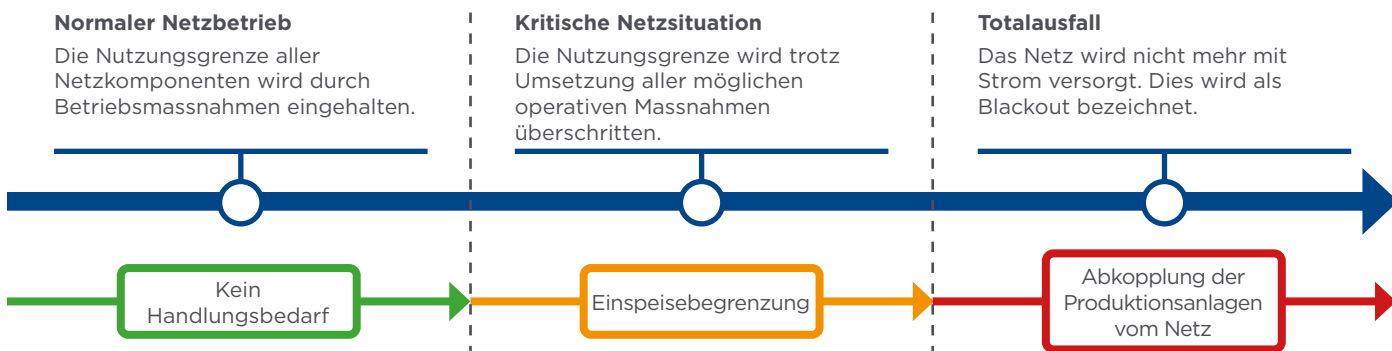 Normaler Netzbetrieb
Die Nutzungsgrenze aller
Netzkomponenten wird durch
Betriebsmassnahmen eingehalten.
Kritische Netzsituation
Die Nutzungsgrenze wird trotz
Umsetzung aller möglichen
operativen Massnahmen
überschritten.
Totalausfall
Das Netz wird nicht mehr mit
Strom versorgt. Dies wird als
Blackout bezeichnet.
Kein
Handlungsbedarf
Einspeisebegrenzung
Abkopplung der
Produktionsanlagen
vom Netz